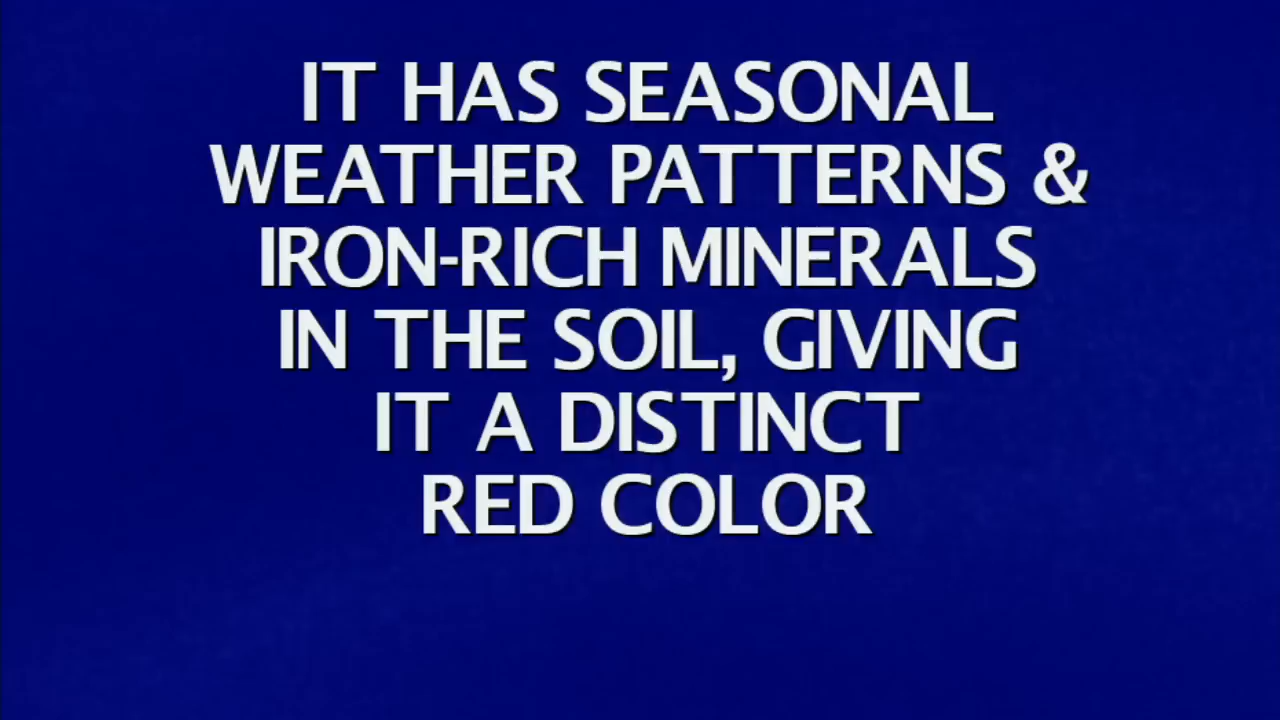 IT HAS SEASONAL
WEATHER PATTERNS &
IRON-RICH MINERALS
IN THE SOIL, GIVING
IT A DISTINCT
RED COLOR